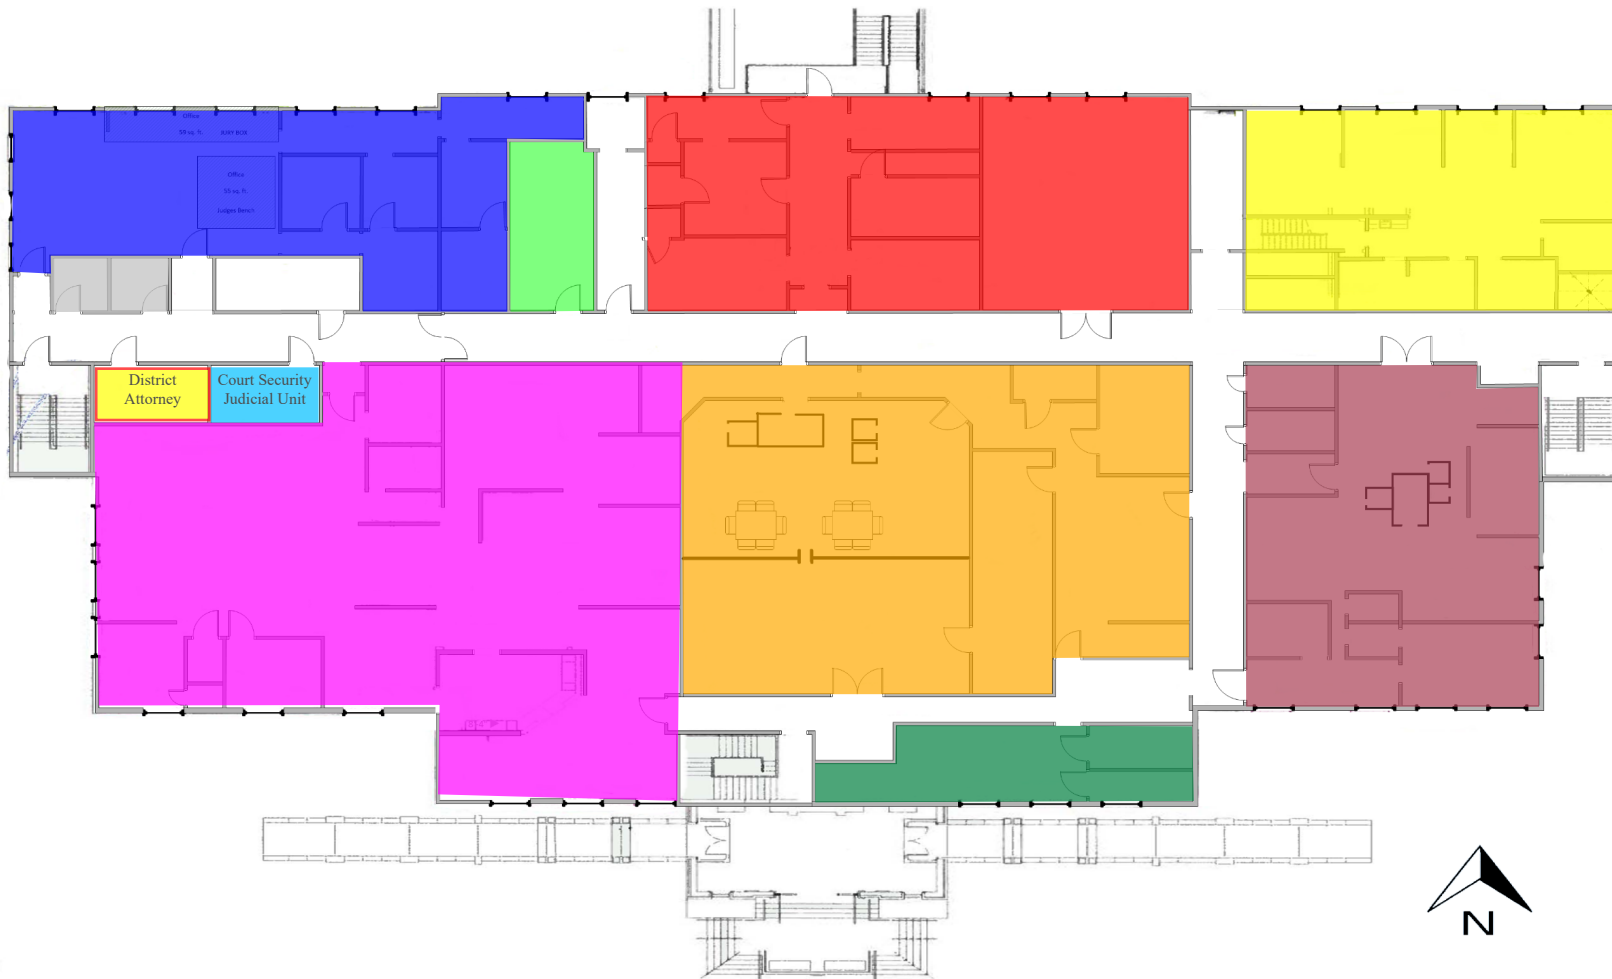 Office
59 sq. ft. JURY BOX
Office
55 sq. ft.
Judges Bench
District
Attorney
Court Security
Judicial Unit
N